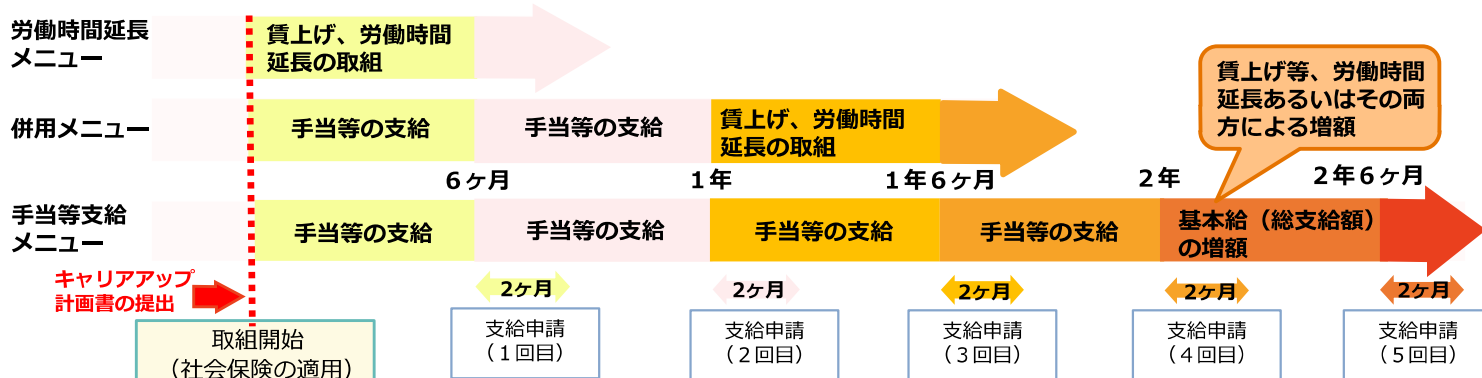 労働時間延長
メニュー
賃上げ、労働時間
延長の取組
賃上げ等、労働時間
延長あるいはその両
方による増額
併用メニュー
手当等の支給
手当等の支給
賃上げ、労働時間
延長の取組
6ヶ月
1年
1年6ヶ月
2年
2年6ヶ月
手当等支給
メニュー
手当等の支給
手当等の支給
手当等の支給
手当等の支給
基本給（総支給額）
の増額
キャリアアップ
計画書の提出
2ヶ月
2ヶ月
2ヶ月
2ヶ月
2ヶ月
取組開始
（社会保険の適用）
支給申請
（１回目）
支給申請
（２回目）
支給申請
（３回目）
支給申請
（４回目）
支給申請
（５回目）